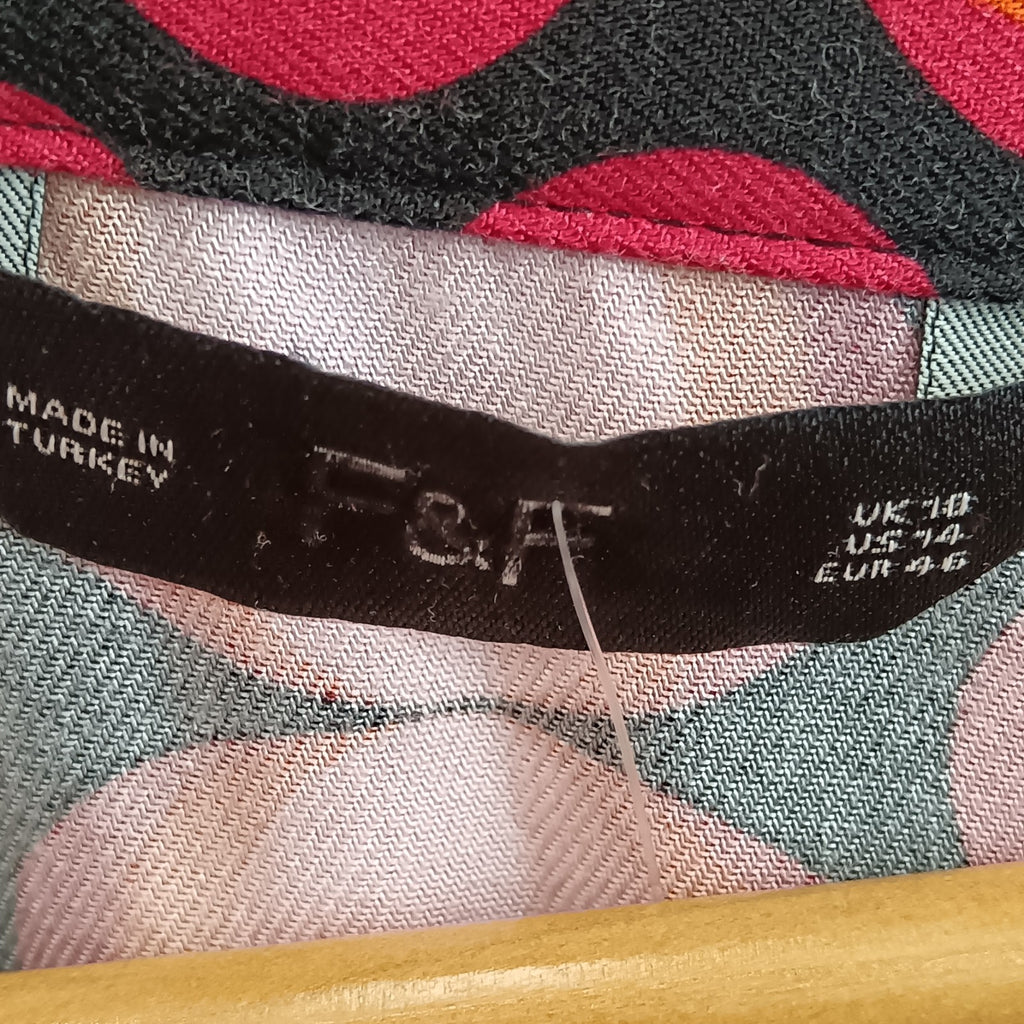 MADE IN
TURKEY
F&F
UK 18
US 14
EUR 46